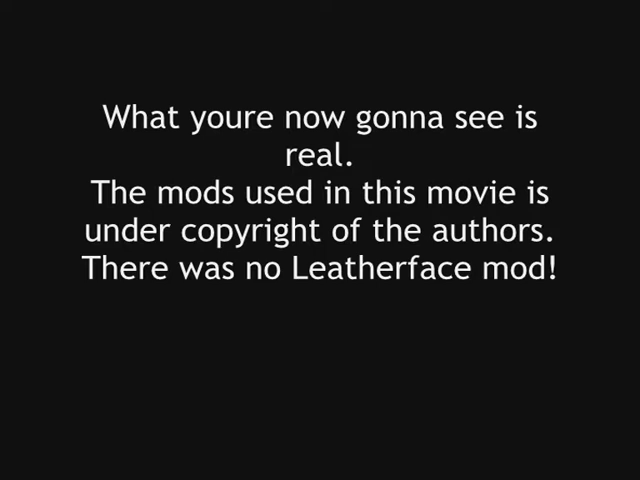 What youre now gonna see is
real.
The mods used in this movie is
under copyright of the authors.
There was no Leatherface mod!